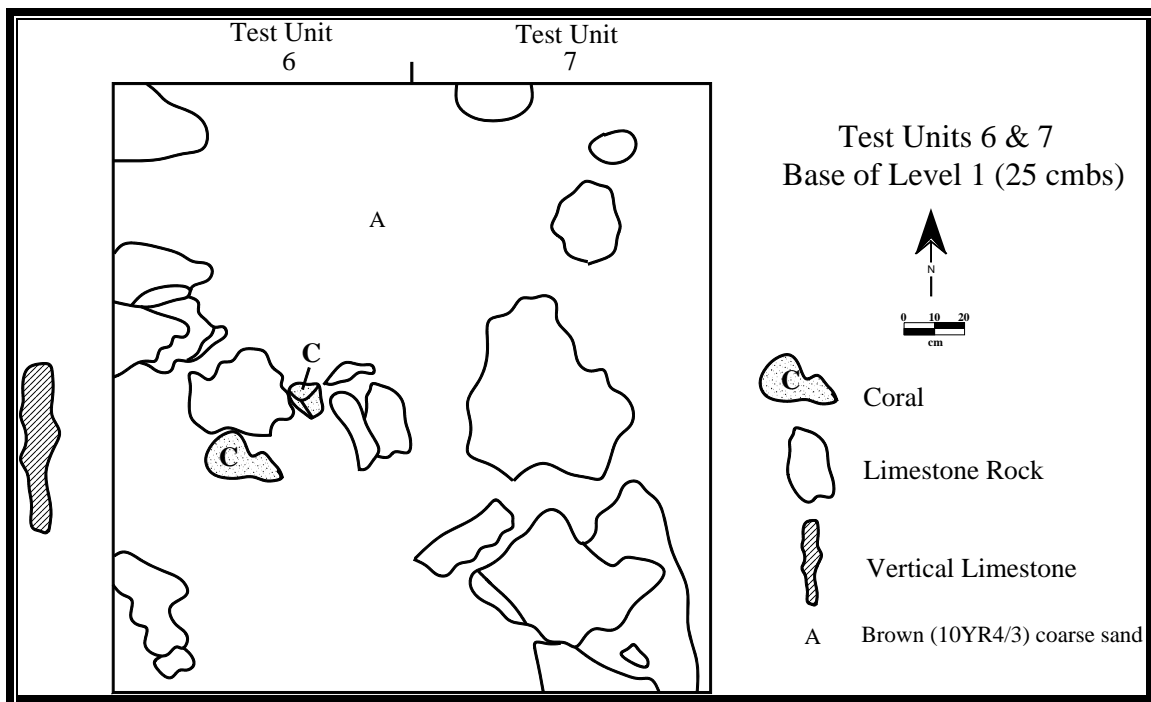 Test Unit
6
Test Unit
7
A
C
C
Test Units 6 & 7
Base of Level 1 (25 cmbs)
N
0 10 20
cm
C Coral
Limestone Rock
Vertical Limestone
A Brown (10YR4/3) coarse sand